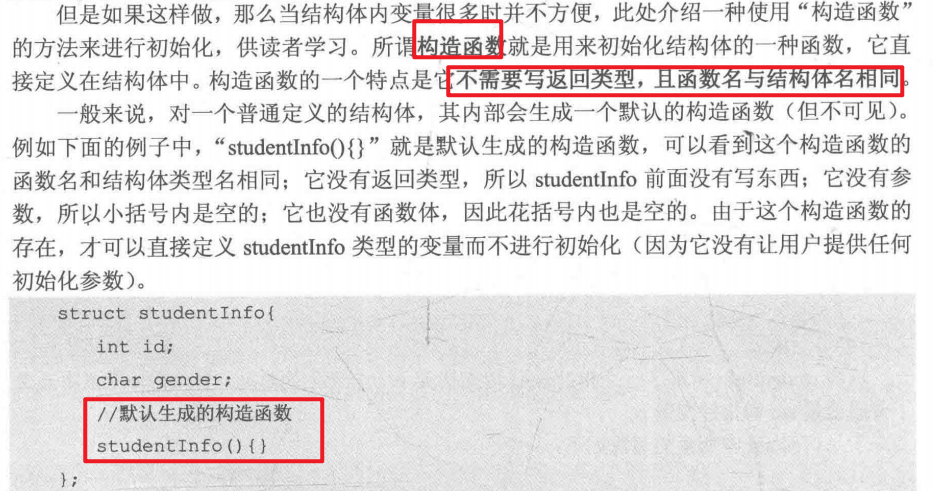 但是如果这样做，那么当结构体内变量很多时并不方便，此处介绍一种使用“构造函数”
的方法来进行初始化，供读者学习。所谓构造函数就是用来初始化结构体的一种函数，它直
接定义在结构体中。构造函数的一个特点是它不需要写返回类型，且函数名与结构体名相同。
一般来说，对一个普通定义的结构体，其内部会生成一个默认的构造函数（但不可见）。
例如下面的例子中，“studentInfo(){}”就是默认生成的构造函数，可以看到这个构造函数的
函数名和结构体类型名相同；它没有返回类型，所以 studentInfo 前面没有写东西；它没有参
数，所以小括号内是空的；它也没有函数体，因此花括号内也是空的。由于这个构造函数的
存在，才可以直接定义 studentInfo 类型的变量而不进行初始化（因为它没有让用户提供任何
初始化参数）。
struct studentInfo{
int id;
char gender;
//默认生成的构造函数
studentInfo(){}
};